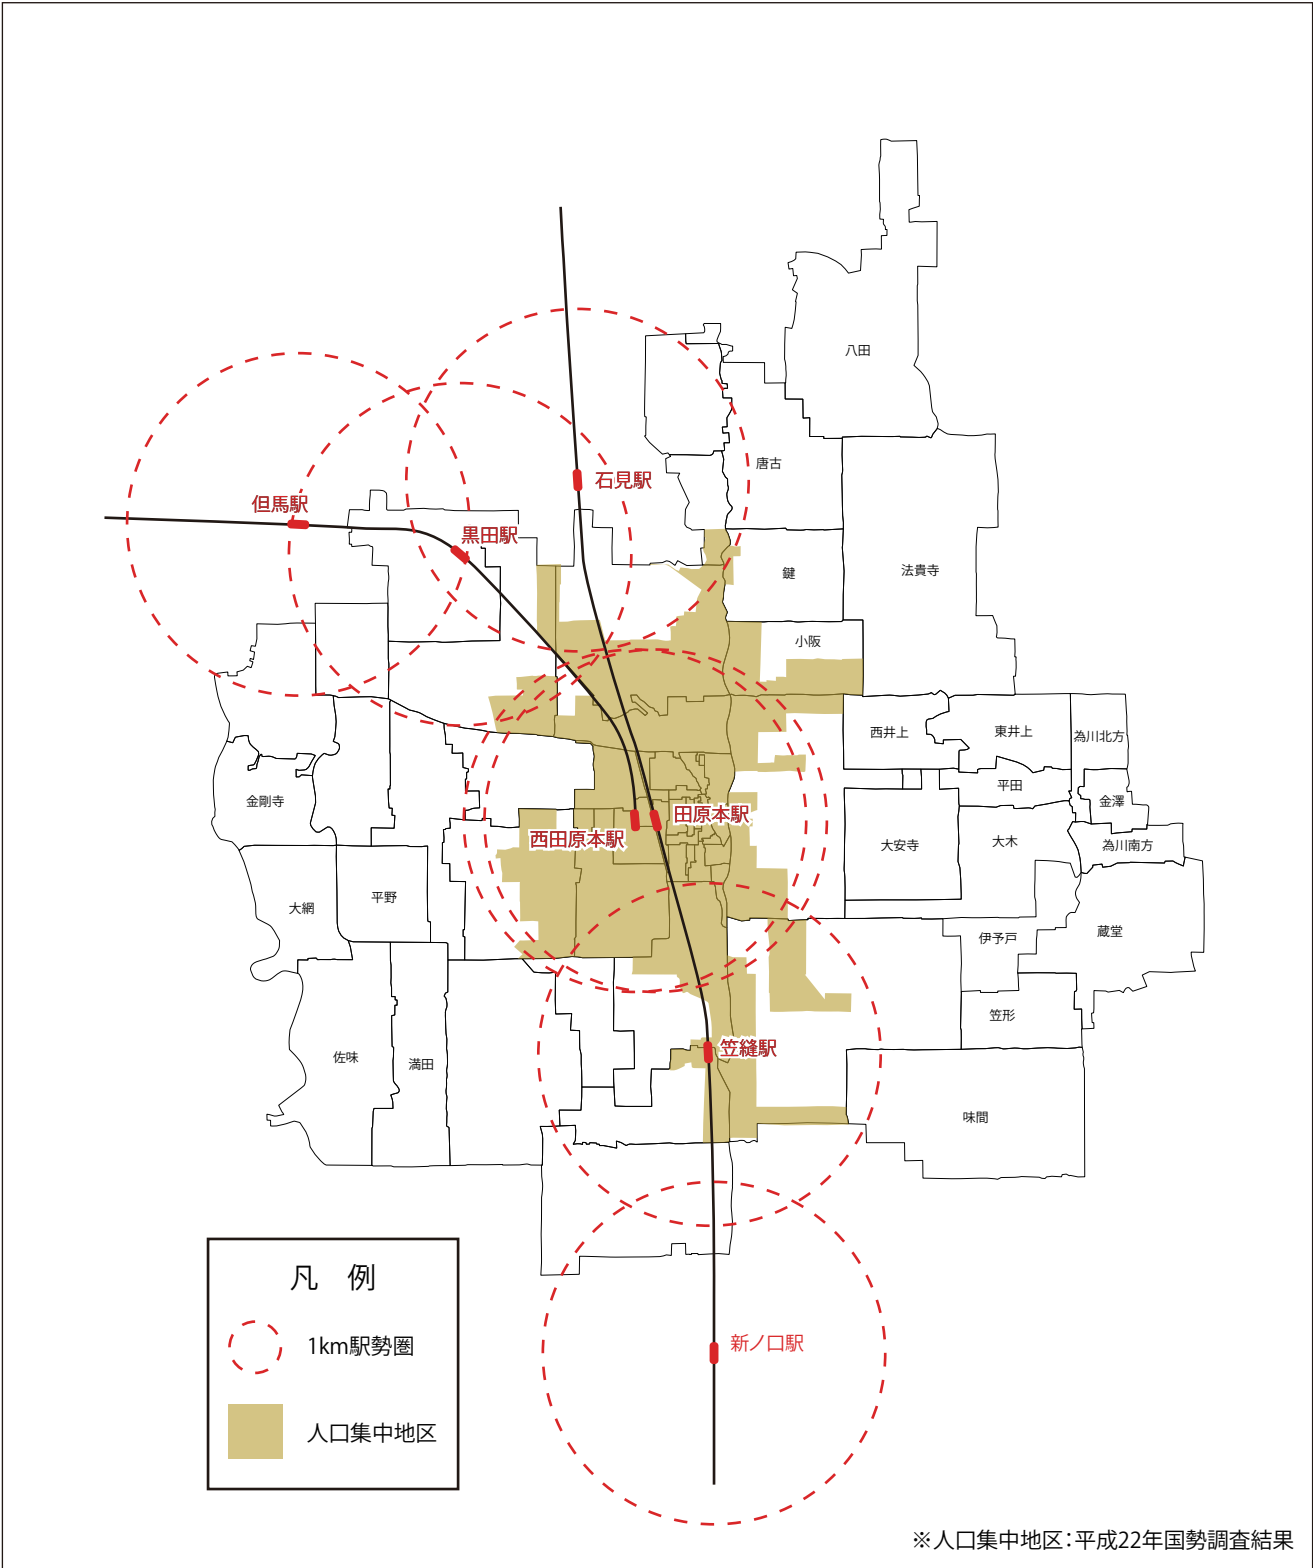 八田
唐古
石見駅
但馬駅
黒田駅
鍵
法貴寺
小阪
西井上
東井上
為川北方
金剛寺
平田
金澤
田原本駅
西田原本駅
大安寺
大木
為川南方
平野
大網
伊予戸
蔵堂
笠形
笠縫駅
佐味
満田
味間
凡 例
1km駅勢圏
人口集中地区
新ノ口駅
※人口集中地区：平成22年国勢調査結果